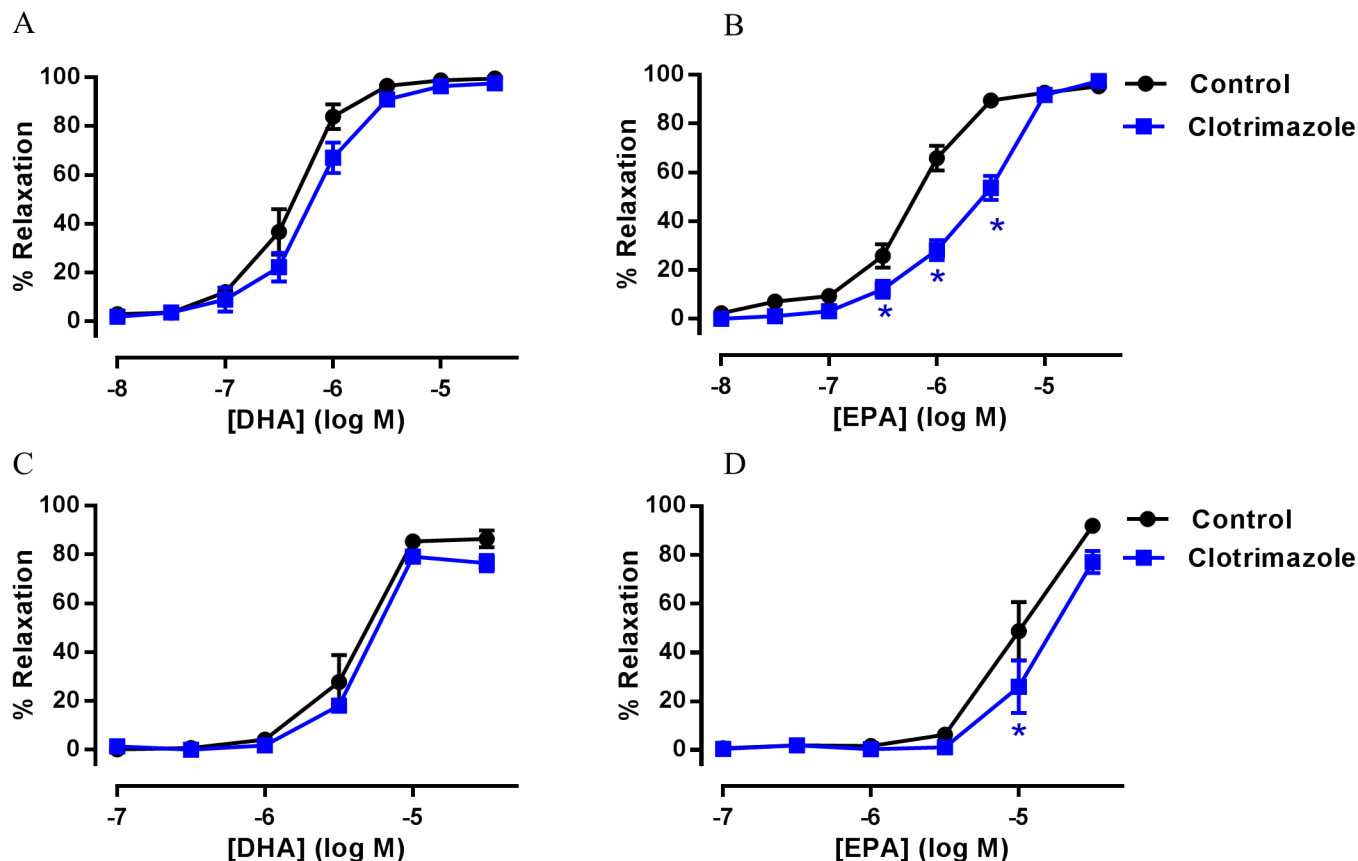 A
100
80
60
40
20
0
% Relaxation
-8
-7
-6
-5
[DHA] (log M)
B
100
80
60
40
20
0
% Relaxation
-8
-7
-6
-5
[EPA] (log M)
*
*
*
Control
Clotrimazole
C
100
80
60
40
20
0
% Relaxation
-7
-6
-5
[DHA] (log M)
D
100
80
60
40
20
0
% Relaxation
-7
-6
-5
[EPA] (log M)
*
Control
Clotrimazole